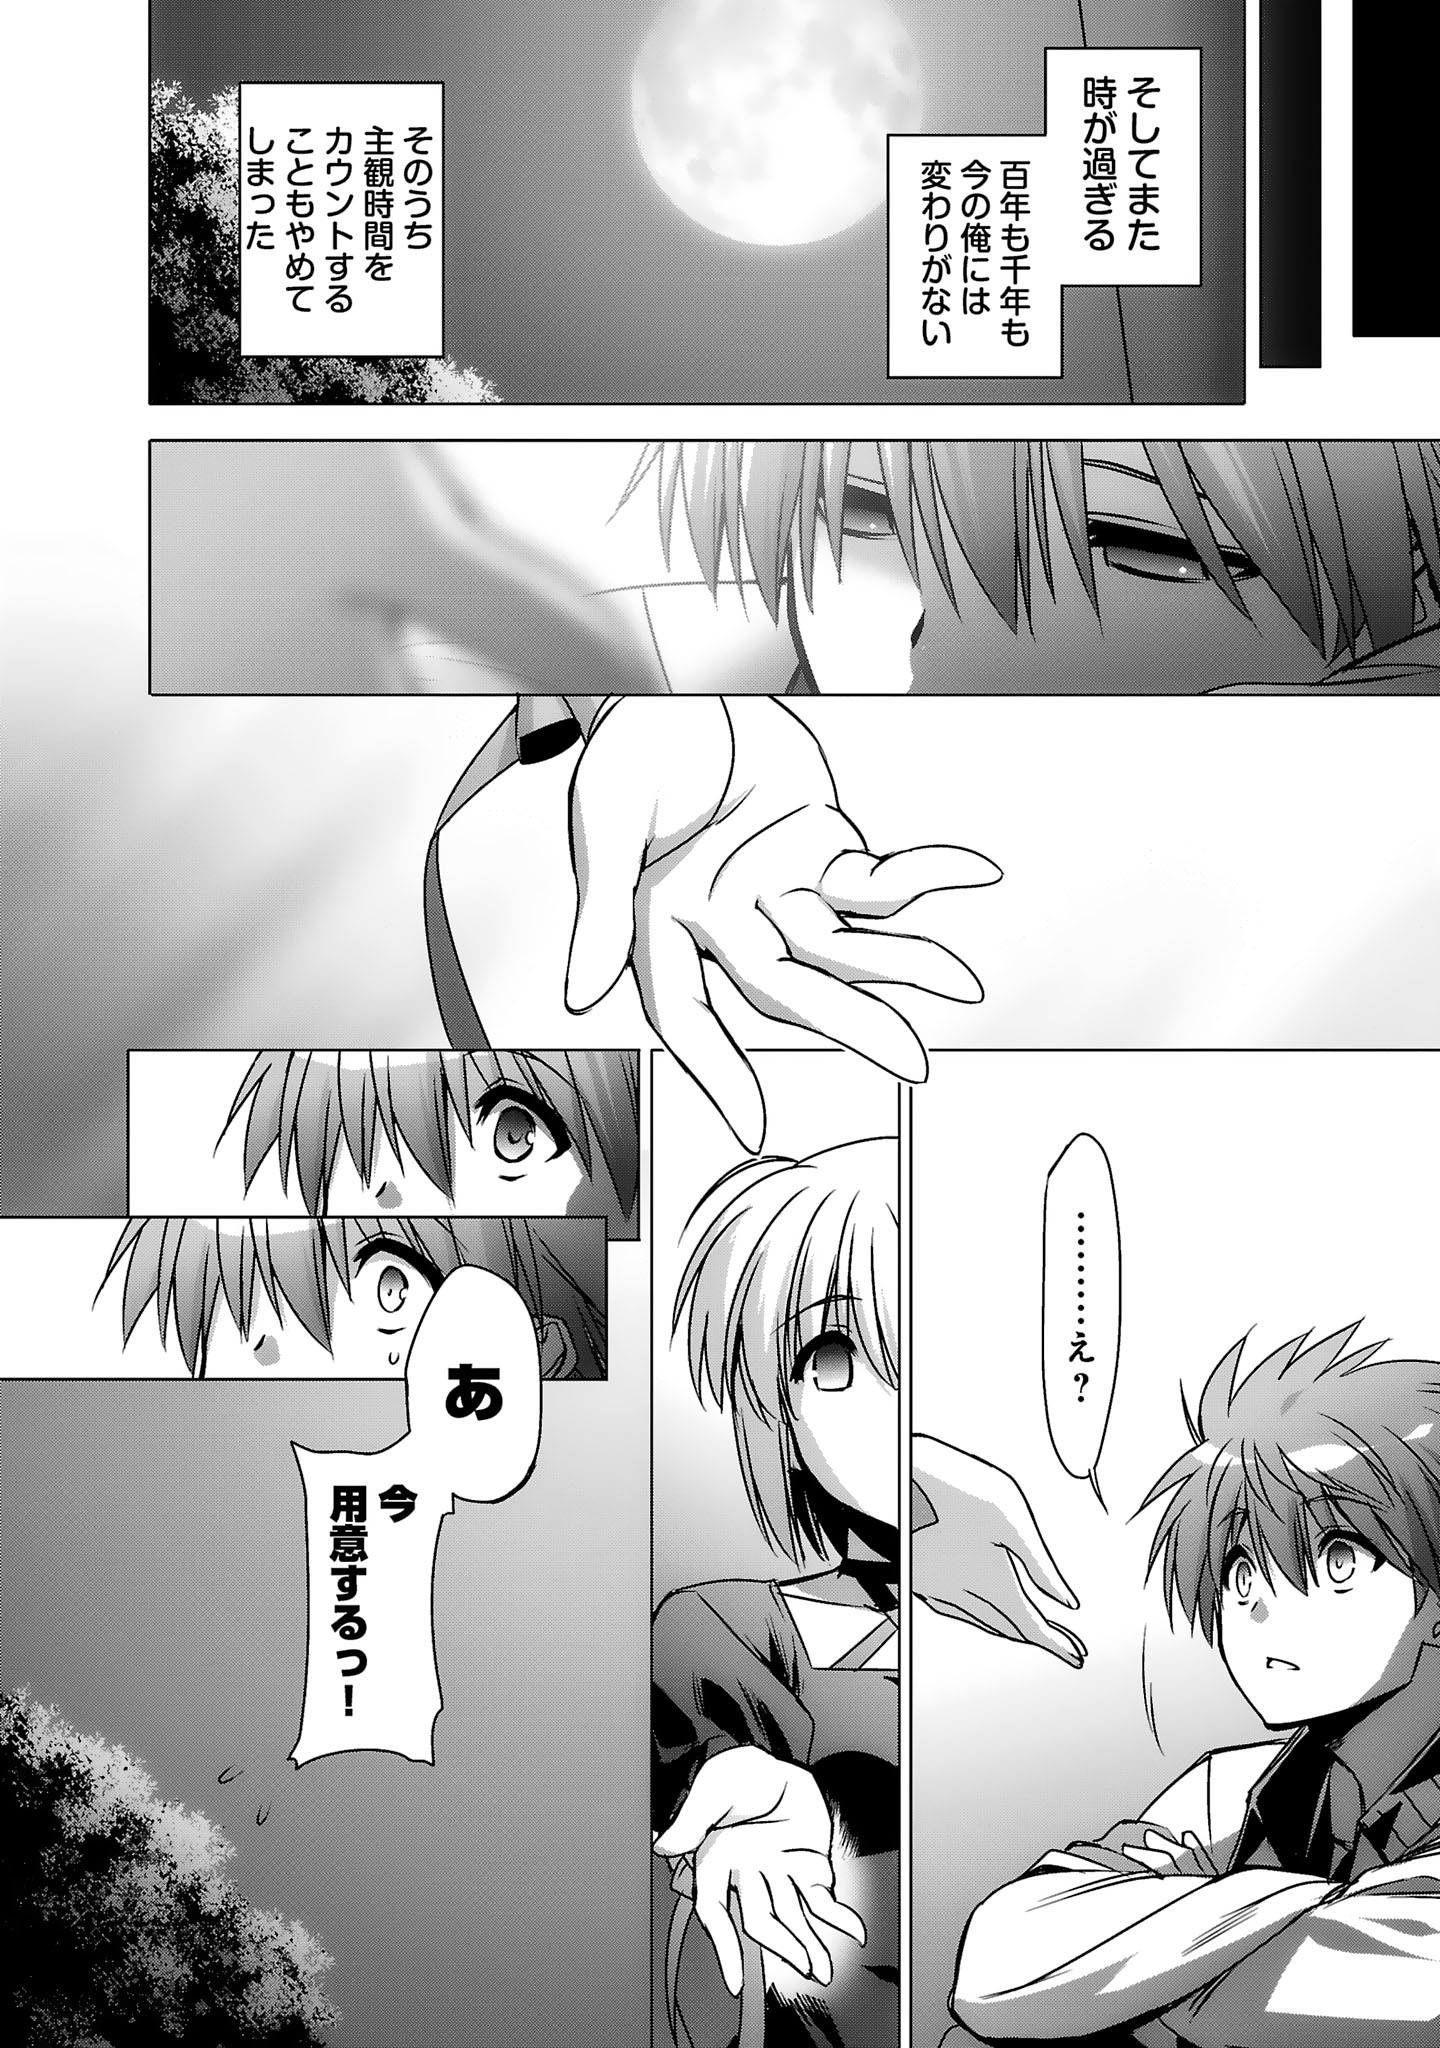 そしてまた
時が過ぎる
百年も千年も
今の俺には
変わりがない
そのうち
主観時間を
カウントする
こともやめて
しまった
………え？
あ
今
用意するっ！